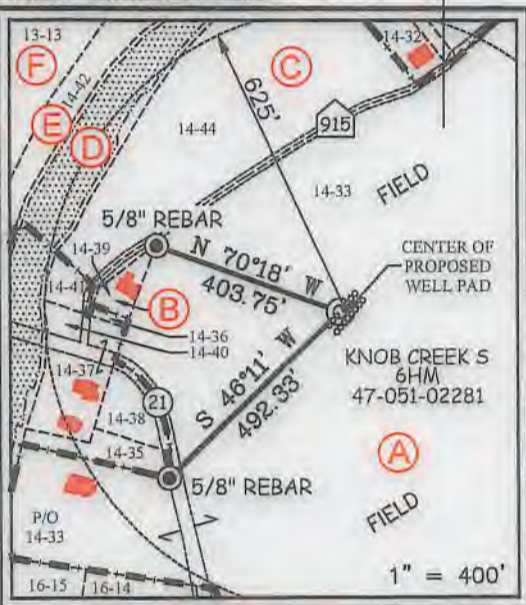 13-13
F
14-42
E
D
C
14-32
625'
915
14-44
14-33
FIELD
5/8" REBAR
14-39
N 70°18' W
403.75'
CENTER OF
PROPOSED
WELL PAD
14-41
B
14-36
14-40
S 46°11' W
492.33'
KNOB CREEK S
6HM
47-051-02281
14-37
21
14-38
14-35
A
5/8" REBAR
FIELD
P/O
14-33
16-15
16-14
1" = 400'